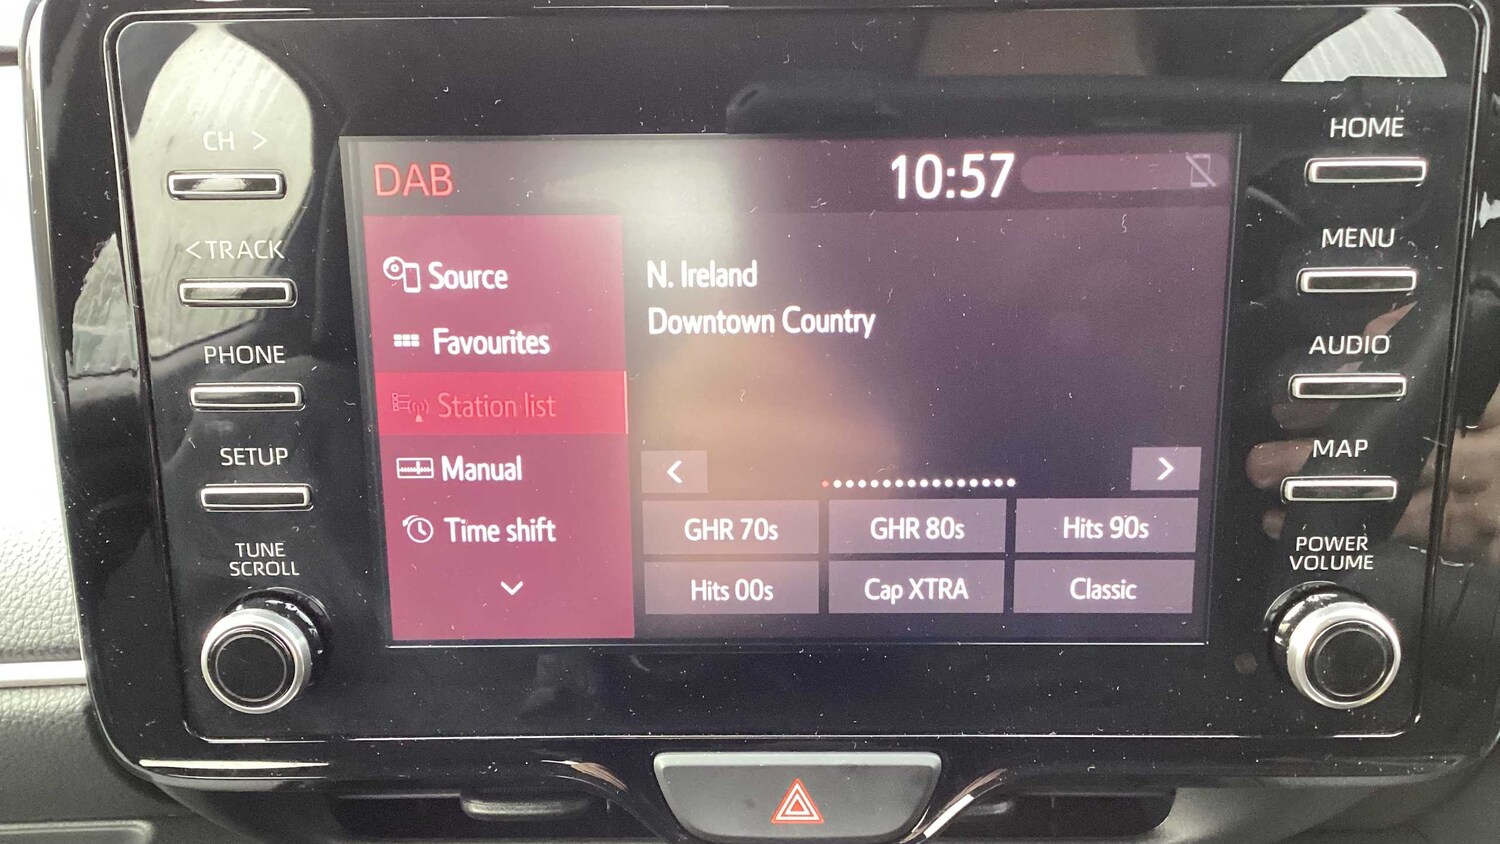 CH >
< TRACK
PHONE
SETUP
TUNE
SCROLL
DAB
10:57
Source
Favourites
Station list
Manual
Time shift
N. Ireland
Downtown Country
< >
GHR 70s GHR 80s Hits 90s
Hits 00s Cap XTRA Classic
HOME
MENU
AUDIO
MAP
POWER
VOLUME